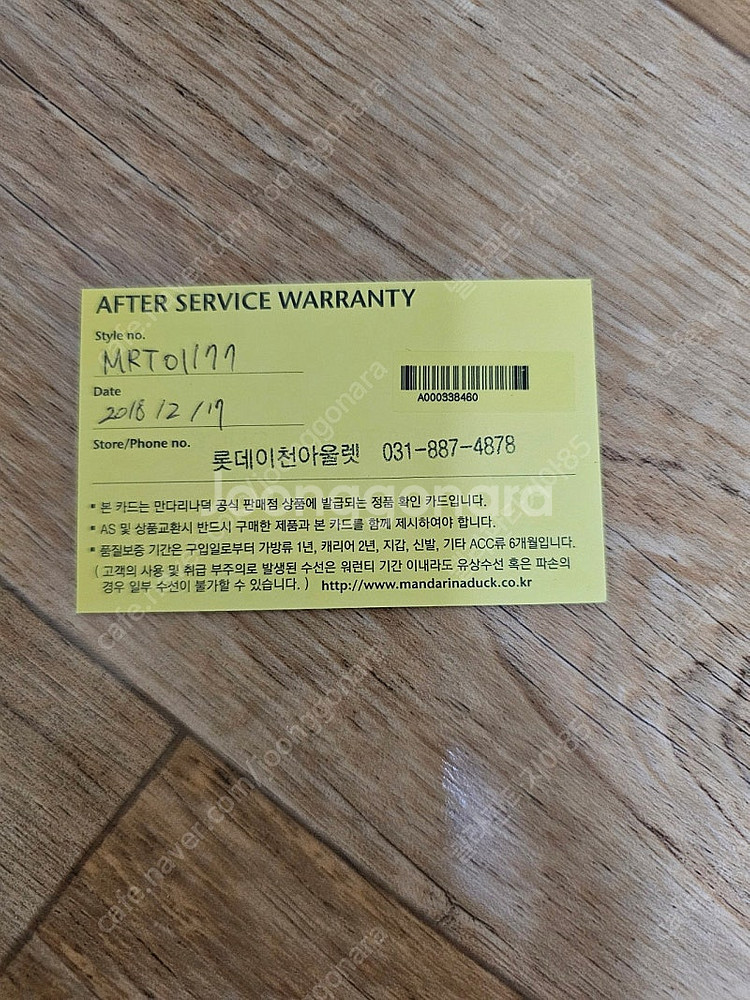 AFTER SERVICE WARRANTY
Style no.
MRT01177
Date
2018 12 / 17
A000338460
Store/Phone no.
롯데이천아울렛 031-887-4878
joonggonara
* 본 카드는 만다리나덕 공식 판매점 상품에 발급되는 정품 확인 카드입니다.
* AS 및 상품교환시 반드시 구매한 제품과 본 카드를 함께 제시하여야 합니다.
* 품질보증 기간은 구입일로부터 가방류 1년, 캐리어 2년, 지갑, 신발, 기타 ACC류 6개월입니다.
( 고객의 사용 및 취급 부주의로 발생된 수선은 워런티 기간 이내라도 유상수선 혹은 파손의
경우 일부 수선이 불가할 수 있습니다. ) http://www.mandarinaduck.co.kr
cafe.naver.com/joonggonara